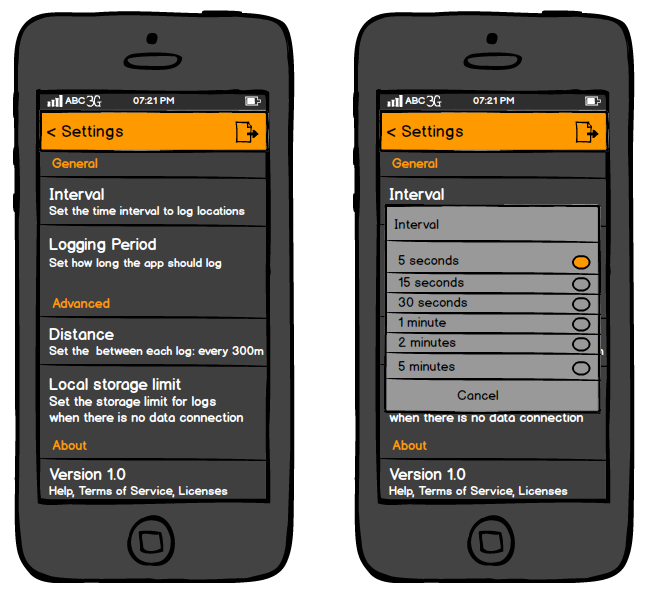 ABC 3G 07:21 PM
< Settings
General
Interval
Set the time interval to log locations
Logging Period
Set how long the app should log
Advanced
Distance
Set the between each log: every 300m
Local storage limit
Set the storage limit for logs
when there is no data connection
About
Version 1.0
Help, Terms of Service, Licenses
ABC 3G 07:21 PM
< Settings
General
Interval
Interval
5 seconds
15 seconds
30 seconds
1 minute
2 minutes
5 minutes
Cancel
when there is no data connection
About
Version 1.0
Help, Terms of Service, Licenses